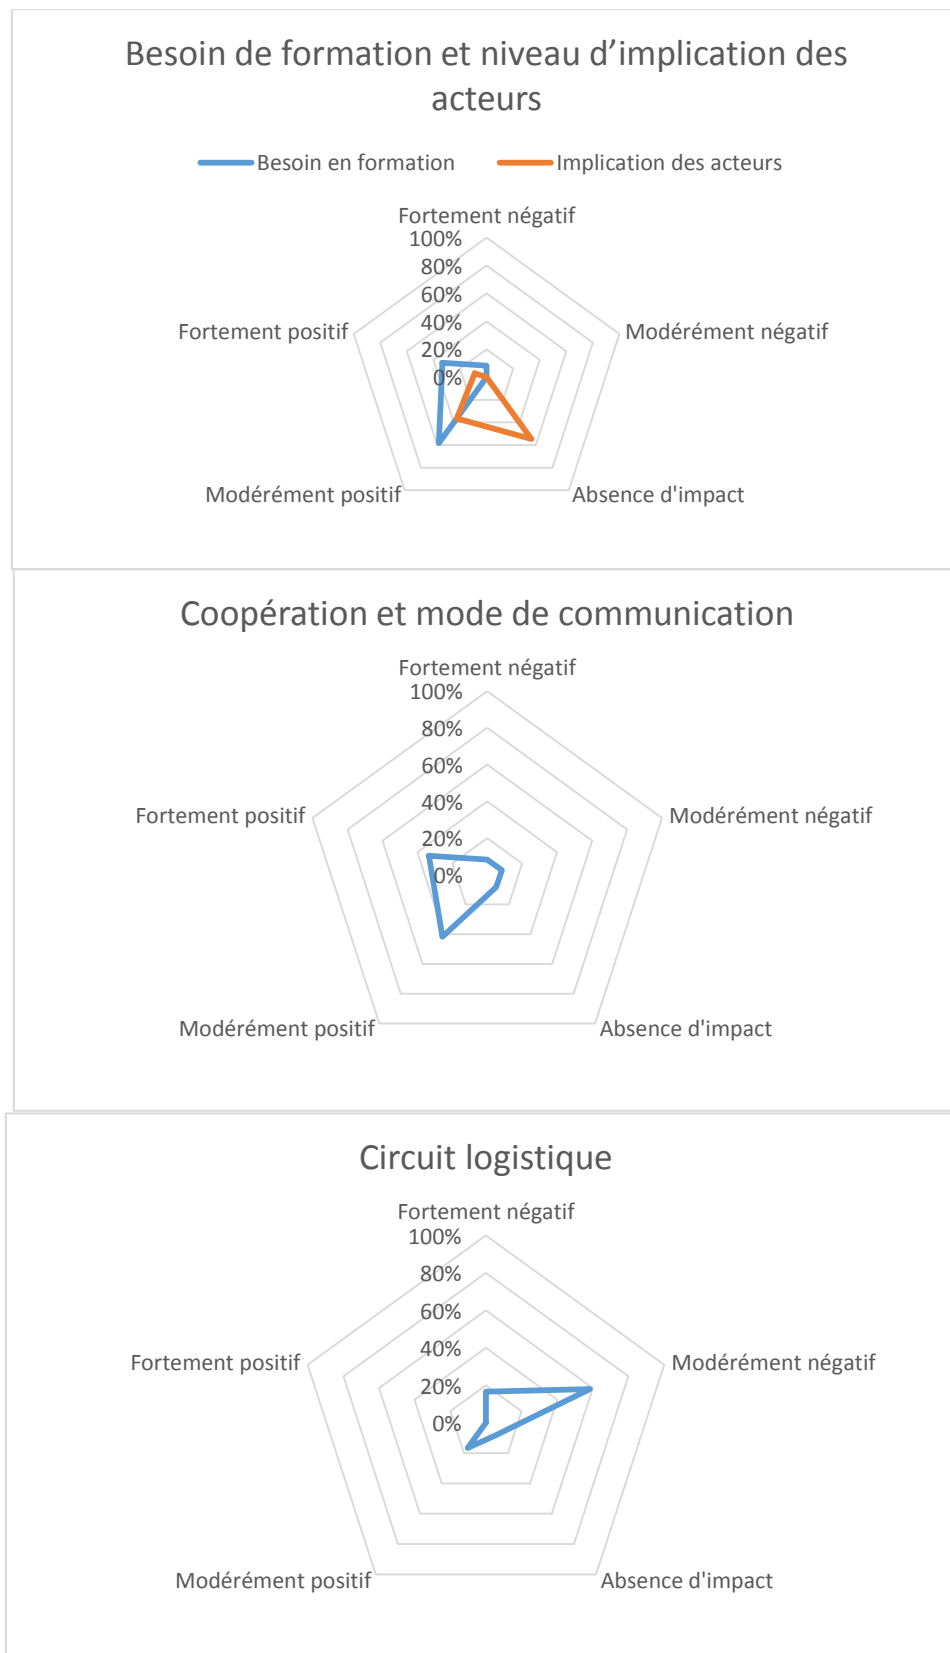 Besoin de formation et niveau d’implication des
acteurs
Besoin en formation
Implication des acteurs
Fortement négatif
100%
80%
60%
40%
20%
0%
Fortement positif
Modérément négatif
Modérément positif
Absence d'impact
Coopération et mode de communication
Fortement négatif
100%
80%
60%
40%
20%
0%
Fortement positif
Modérément négatif
Modérément positif
Absence d'impact
Circuit logistique
Fortement négatif
100%
80%
60%
40%
20%
0%
Fortement positif
Modérément négatif
Modérément positif
Absence d'impact